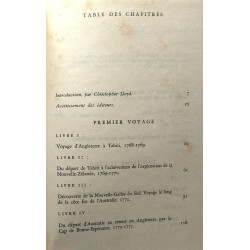 TABLE DES CHAPITRES
Introduction, par Christopher Lloyd 7
Avertissement des éditeurs.
PREMIER VOYAGE
LIVRE I :
Voyage d'Angleterre à Tahiti, 1768-1769.
LIVRE II :
Du départ de Tahiti à l'achèvement de l'exploration de la
Nouvelle-Zélande, 1769-1770.
LIVRE III :
Découverte de la Nouvelle-Galles du Sud. Voyage le long
de la côte Est de l'Australie, 1770.
LIVRE IV
Du départ de l'Australie au retour en Angleterre, par le
Cap de Bonne-Espérance, 1770-1771.